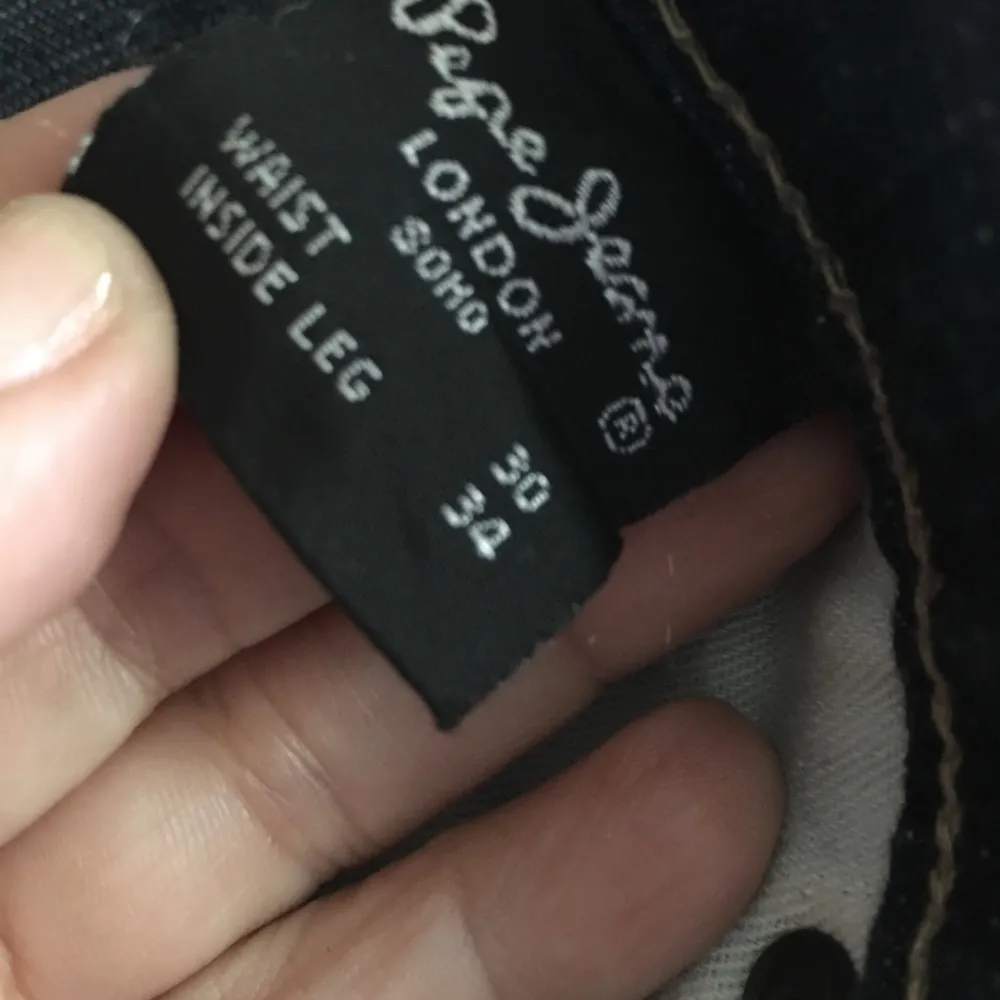 Pepe Jeans ®
LONDON
SOHO
WAIST 30
INSIDE LEG 34